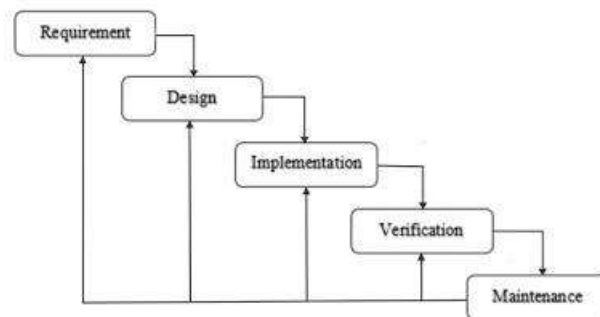 Requirement
Design
Implementation
Verification
Maintenance